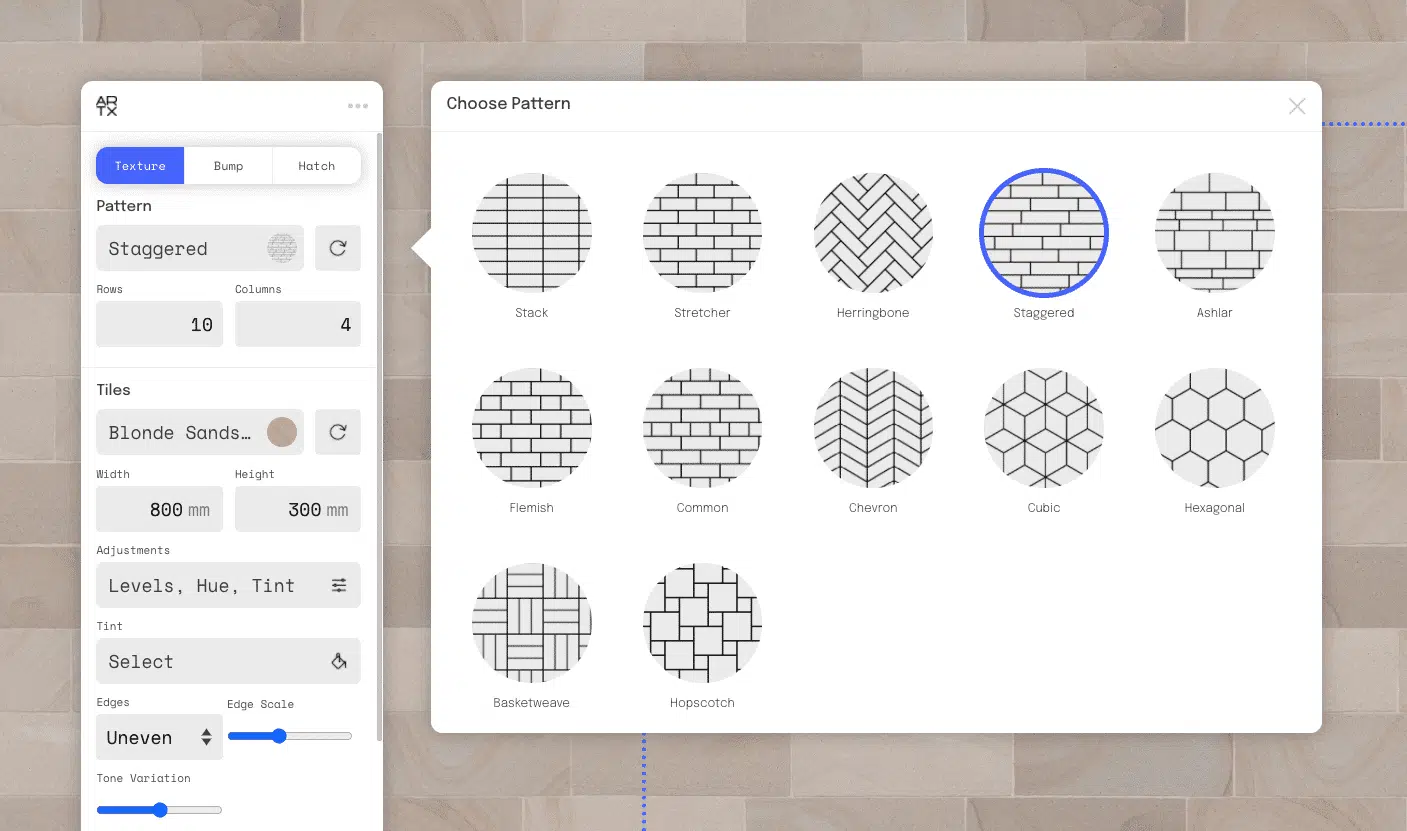 AR
TX
Texture
Bump
Hatch
Pattern
Staggered
Rows
Columns
10
4
Tiles
Blonde Sands…
Width
Height
800 mm
300 mm
Adjustments
Levels, Hue, Tint
Tint
Select
Edges
Edge Scale
Uneven
Tone Variation
Choose Pattern
Stack
Stretcher
Herringbone
Staggered
Ashlar
Flemish
Common
Chevron
Cubic
Hexagonal
Basketweave
Hopscotch